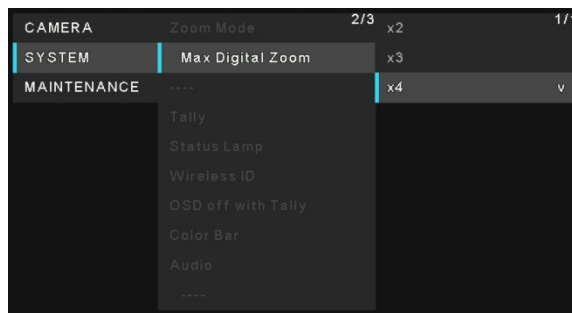 CAMERA
SYSTEM
MAINTENANCE
Zoom Mode 2/3
Max Digital Zoom
----
Tally
Status Lamp
Wireless ID
OSD off with Tally
Color Bar
Audio
----
x2 1/1
x3
x4 v